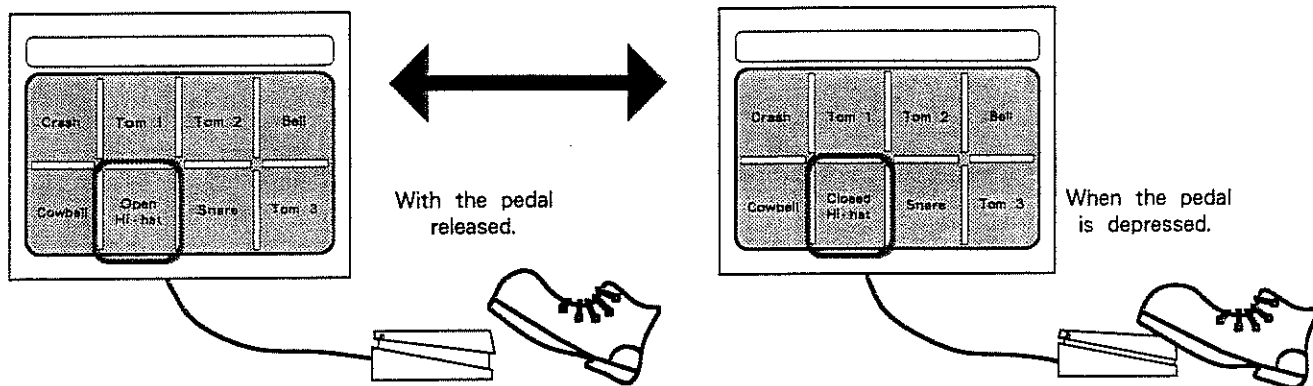 Crash Tom 1 Tom 2 Bell
Cowbell Open Hi-hat Snare Tom 3
With the pedal
released.
Crash Tom 1 Tom 2 Bell
Cowbell Closed Hi-hat Snare Tom 3
When the pedal
is depressed.